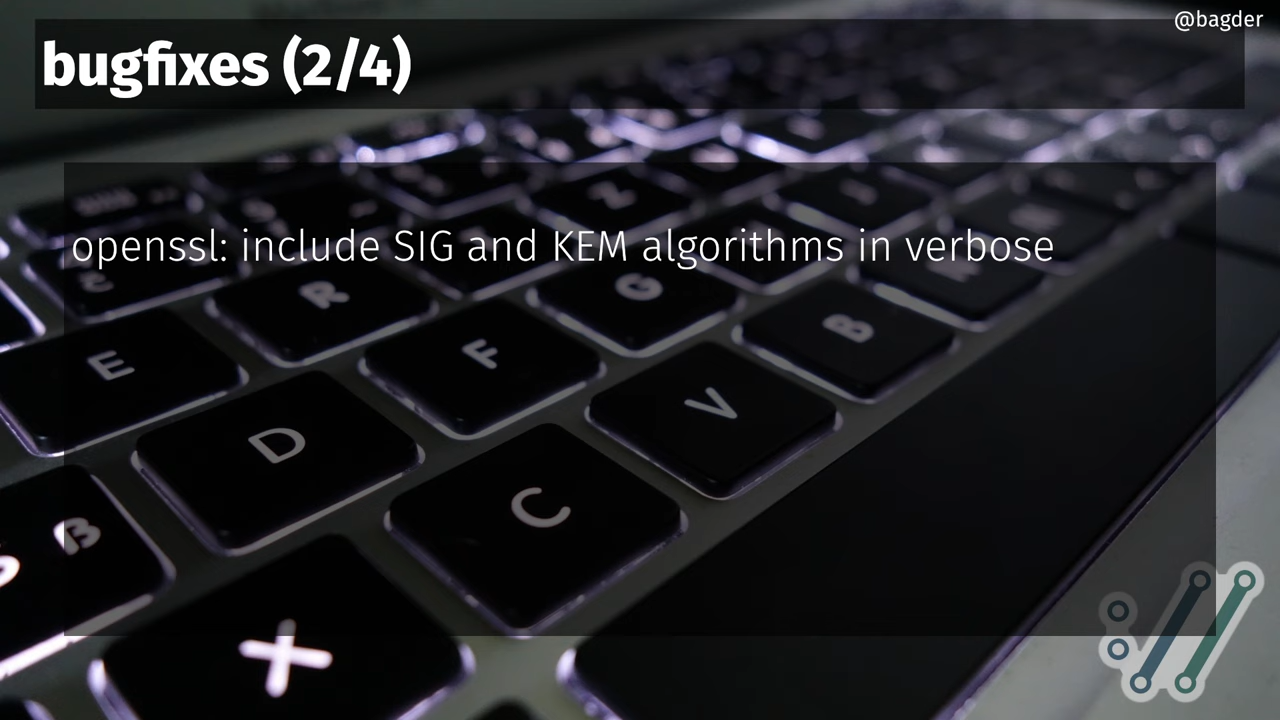 @bagder
bugfixes (2/4)
openssl: include SIG and KEM algorithms in verbose
Z
R
G
B
E
F
V
D
C
X